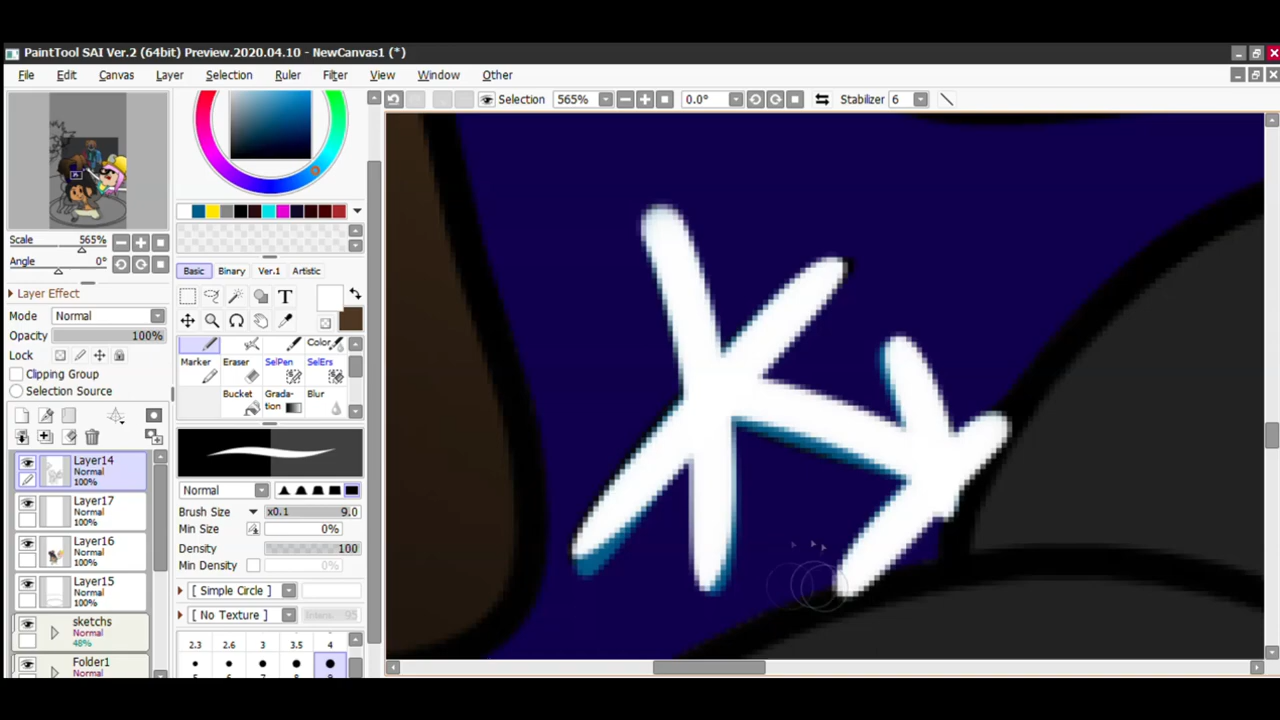 PaintTool SAI Ver.2 (64bit) Preview.2020.04.10 - NewCanvas1 (*)
File Edit Canvas Layer Selection Ruler Filter View Window Other
Selection 565% 0.0° Stabilizer 6
Scale 565%
Angle 0°
Layer Effect
Mode Normal
Opacity 100%
Lock
Clipping Group
Selection Source
Layer14
Normal
100%
Layer17
Normal
100%
Layer16
Normal
100%
Layer15
Normal
100%
sketchs
Normal
46%
Folder1
Normal
Basic Binary Ver.1 Artistic
T
Color
Marker Eraser SelPen SelErs
Bucket Grada-tion Blur
Normal
Brush Size x0.1 9.0
Min Size 0%
Density 100
Min Density 0%
[ Simple Circle ]
[ No Texture ] 95
2.3 2.6 3 3.5 4